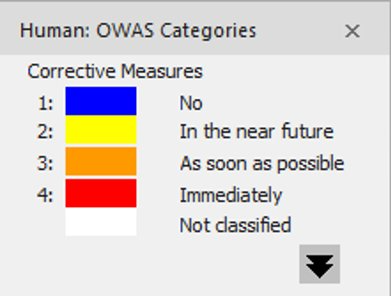 Human: OWAS Categories
Corrective Measures
1: No
2: In the near future
3: As soon as possible
4: Immediately
Not classified